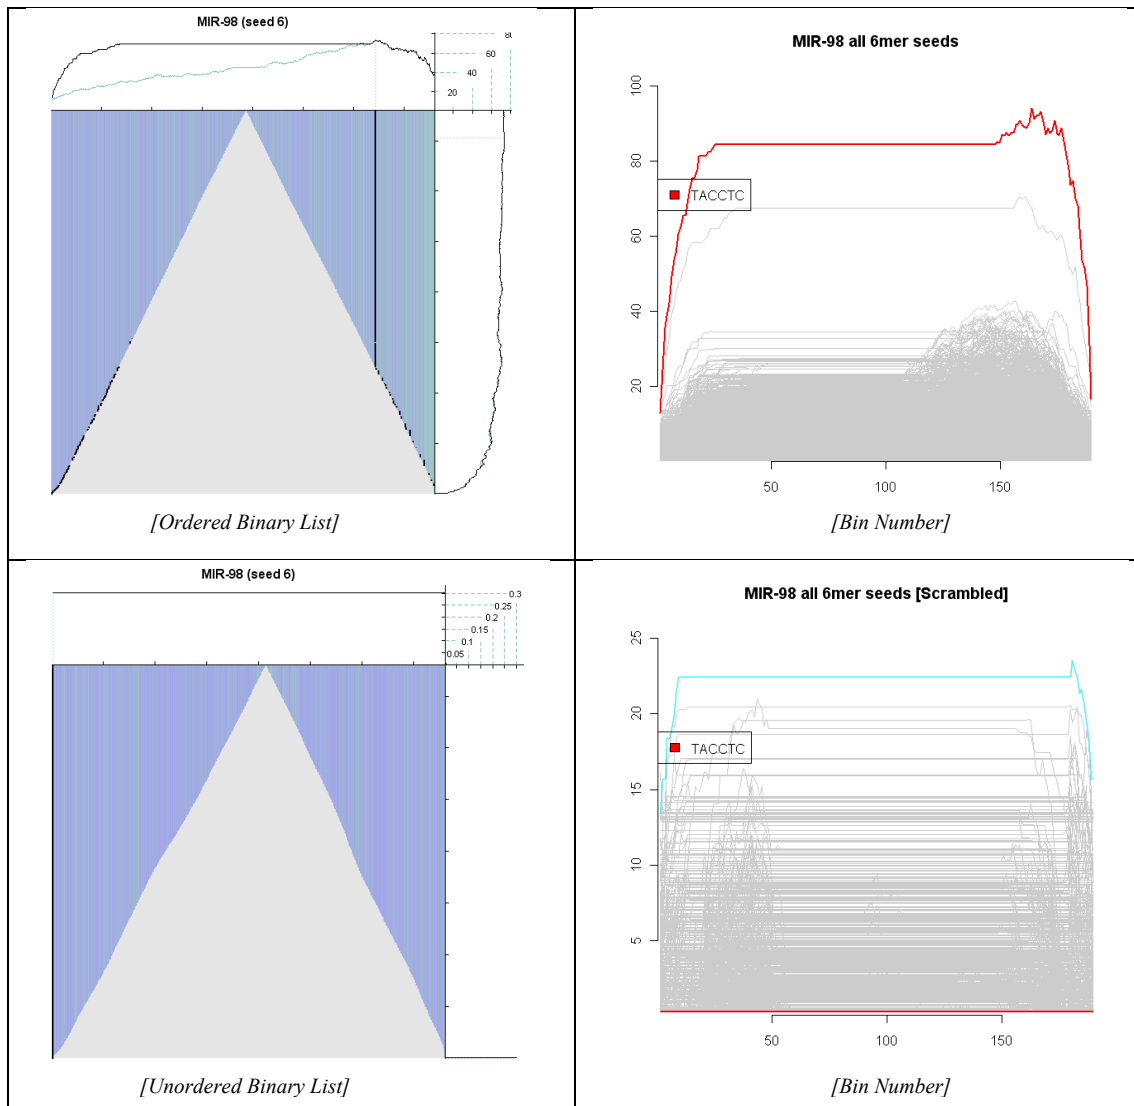 MIR-98 (seed 6)
80
60
40
20
[Ordered Binary List]
MIR-98 all 6mer seeds
100
80
60
40
20
TACCTC
50
100
150
[Bin Number]
MIR-98 (seed 6)
0.3
0.25
0.2
0.15
0.1
0.05
[Unordered Binary List]
MIR-98 all 6mer seeds [Scrambled]
25
20
15
10
5
TACCTC
50
100
150
[Bin Number]